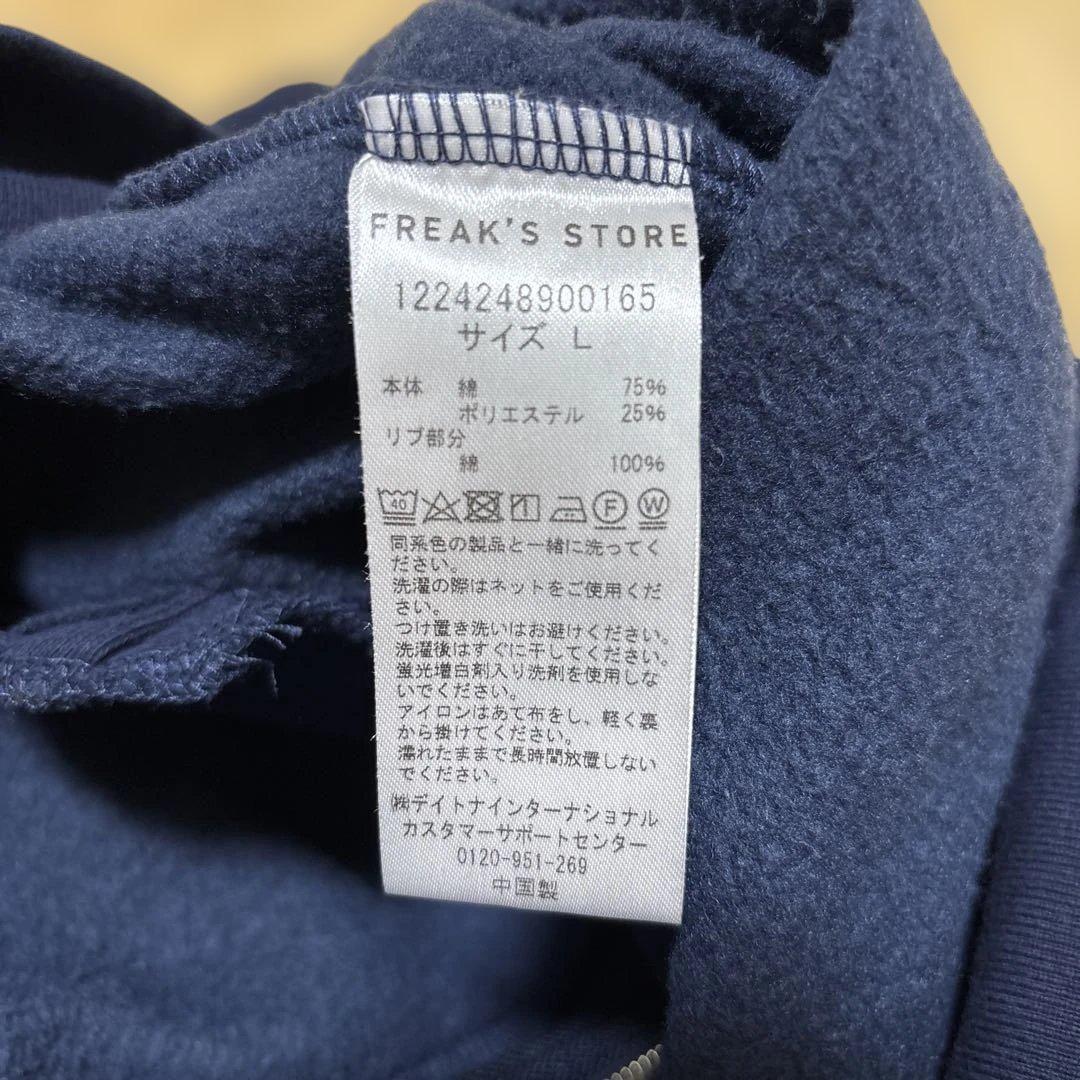 FREAK'S STORE
1224248900165
サイズ L
本体 綿 75%
ポリエステル 25%
リブ部分
綿 100%
40 F W
同系色の製品と一緒に洗ってく
ださい。
洗濯の際はネットをご使用くだ
さい。
つけ置き洗いはお避けください。
洗濯後はすぐに干してください。
蛍光増白剤入り洗剤を使用しな
いでください。
アイロンはあて布をし、軽く裏
から掛けてください。
濡れたままで長時間放置しない
でください。
㈱デイトナインターナショナル
カスタマーサポートセンター
0120-951-269
中国製